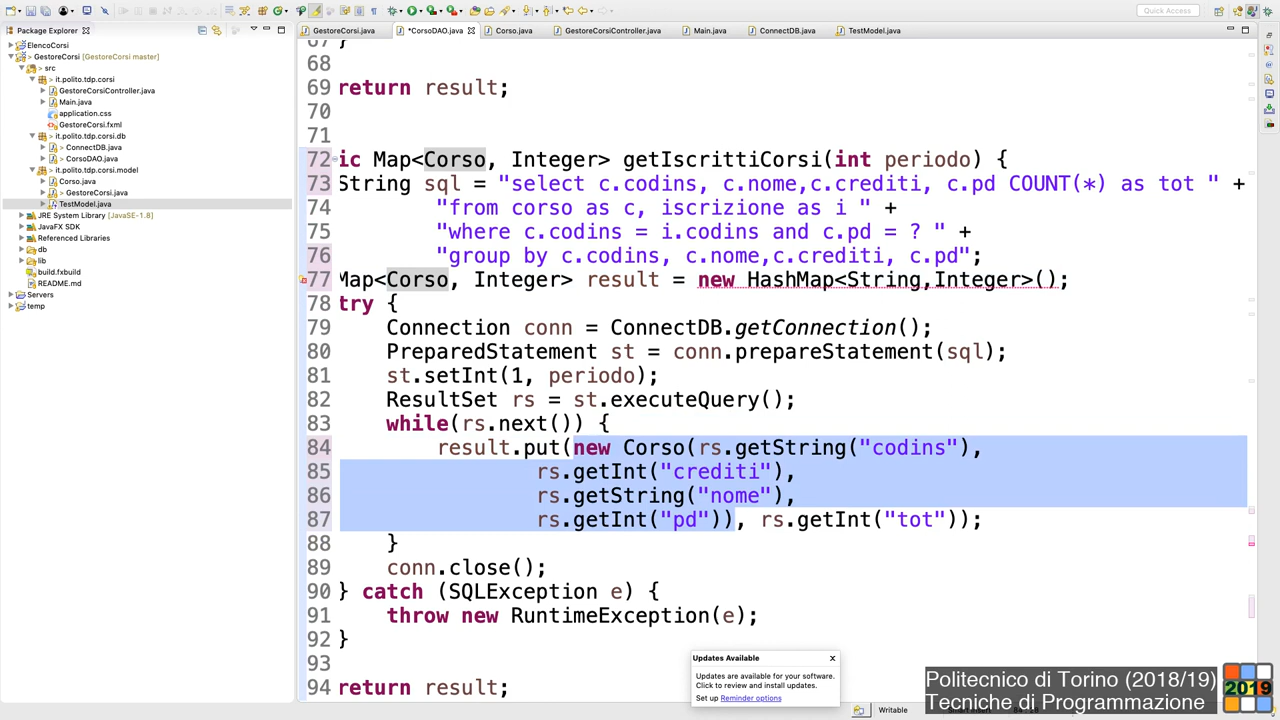 Quick Access
Package Explorer
GestoreCorsi.java
*CorsoDAO.java
Corso.java
GestoreCorsiController.java
Main.java
ConnectDB.java
TestModel.java
ElencoCorsi
> GestoreCorsi [GestoreCorsi master]
> src
> it.polito.tdp.corsi
GestoreCorsiController.java
Main.java
application.css
GestoreCorsi.fxml
> it.polito.tdp.corsi.db
ConnectDB.java
> CorsoDAO.java
> it.polito.tdp.corsi.model
Corso.java
> GestoreCorsi.java
TestModel.java
JRE System Library [JavaSE-1.8]
JavaFX SDK
Referenced Libraries
db
lib
build.fxbuild
README.md
Servers
temp
67 }
68
69 return result;
70
71
72 ic Map<Corso, Integer> getIscrittiCorsi(int periodo) {
73 String sql = "select c.codins, c.nome,c.crediti, c.pd COUNT(*) as tot " +
74 "from corso as c, iscrizione as i " +
75 "where c.codins = i.codins and c.pd = ? " +
76 "group by c.codins, c.nome,c.crediti, c.pd";
77 Map<Corso, Integer> result = new HashMap<String,Integer>();
78 try {
79 Connection conn = ConnectDB.getConnection();
80 PreparedStatement st = conn.prepareStatement(sql);
81 st.setInt(1, periodo);
82 ResultSet rs = st.executeQuery();
83 while(rs.next()) {
84 result.put(new Corso(rs.getString("codins"),
85 rs.getInt("crediti"),
86 rs.getString("nome"),
87 rs.getInt("pd")), rs.getInt("tot"));
88 }
89 conn.close();
90 } catch (SQLException e) {
91 throw new RuntimeException(e);
92 }
93
94 return result;
Updates Available
Updates are available for your software.
Click to review and install updates.
Set up Reminder options
Writable
Politecnico di Torino (2018/19)
Tecniche di Programmazione
2019